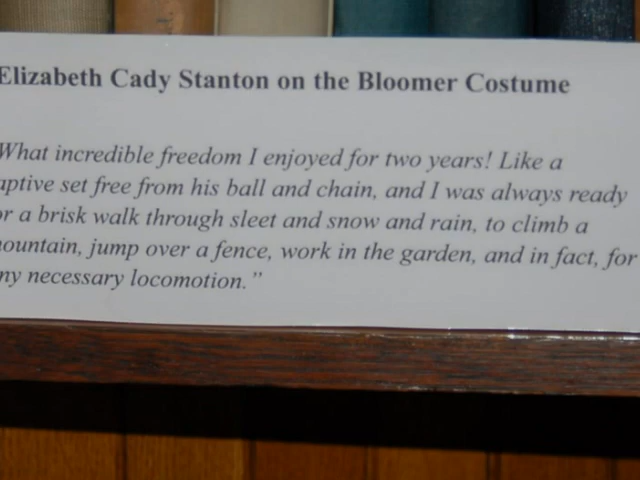 Elizabeth Cady Stanton on the Bloomer Costume
What incredible freedom I enjoyed for two years! Like a
aptive set free from his ball and chain, and I was always ready
or a brisk walk through sleet and snow and rain, to climb a
ountain, jump over a fence, work in the garden, and in fact, for
ny necessary locomotion.”